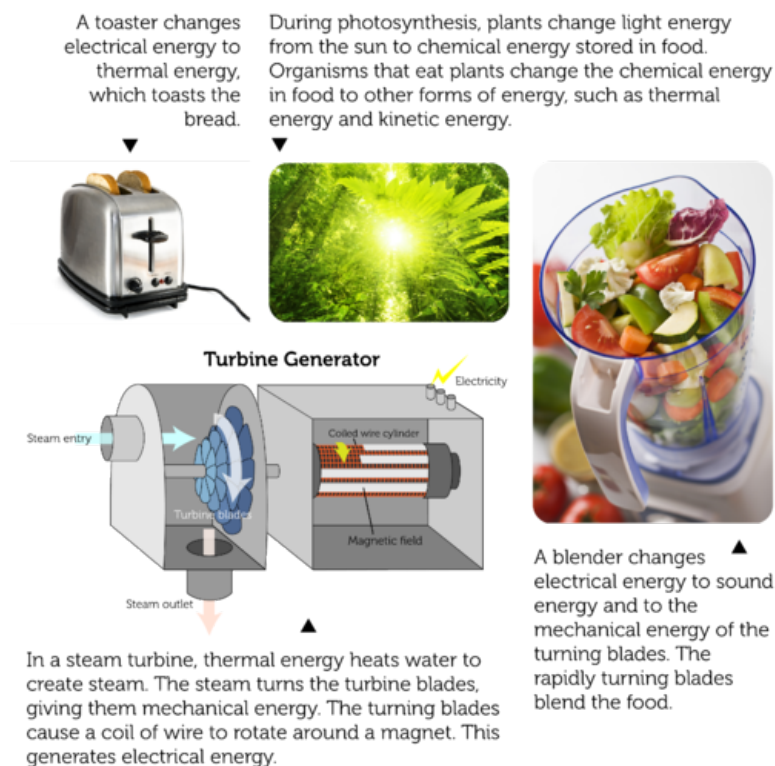 A toaster changes
electrical energy to
thermal energy,
which toasts the
bread.
During photosynthesis, plants change light energy
from the sun to chemical energy stored in food.
Organisms that eat plants change the chemical energy
in food to other forms of energy, such as thermal
energy and kinetic energy.
Turbine Generator
Electricity
Steam entry
Coiled wire cylinder
Turbine blades
Magnetic field
Steam outlet
In a steam turbine, thermal energy heats water to
create steam. The steam turns the turbine blades,
giving them mechanical energy. The turning blades
cause a coil of wire to rotate around a magnet. This
generates electrical energy.
A blender changes
electrical energy to sound
energy and to the
mechanical energy of the
turning blades. The
rapidly turning blades
blend the food.